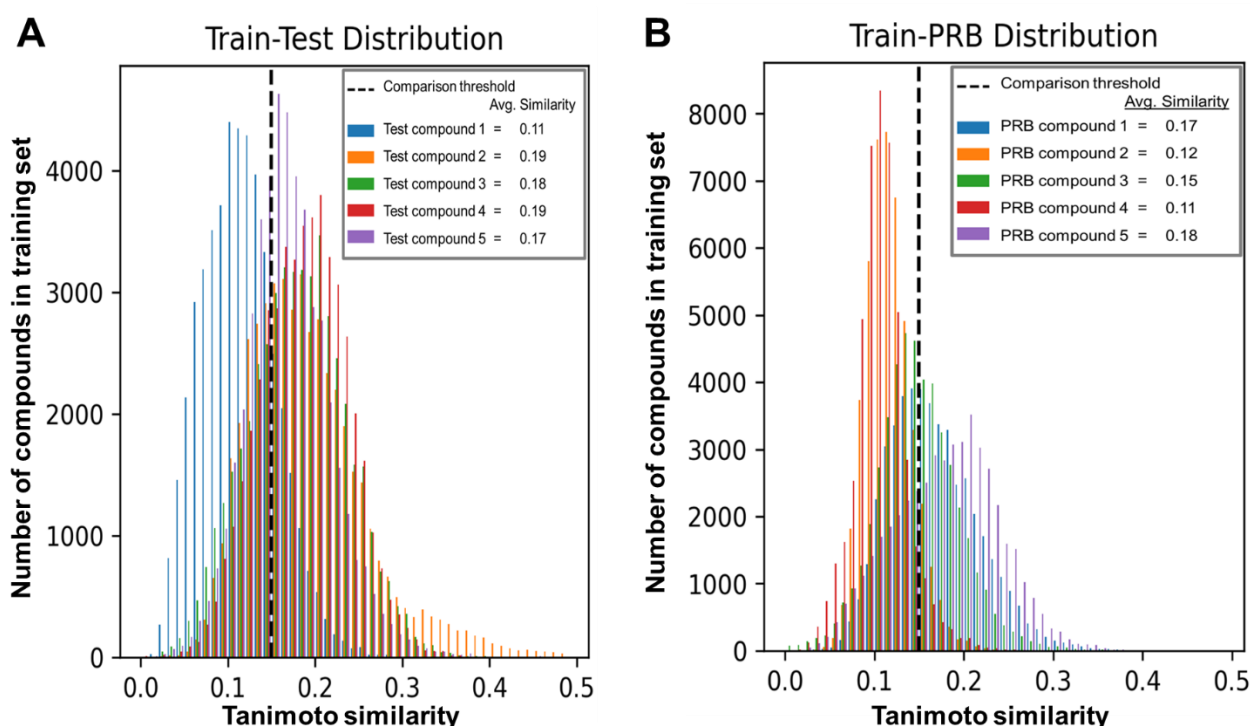 A
Train-Test Distribution
Number of compounds in training set
4000
3000
2000
1000
0
Comparison threshold
Avg. Similarity
Test compound 1 = 0.11
Test compound 2 = 0.19
Test compound 3 = 0.18
Test compound 4 = 0.19
Test compound 5 = 0.17
0.0 0.1 0.2 0.3 0.4 0.5
Tanimoto similarity
B
Train-PRB Distribution
Number of compounds in training set
8000
7000
6000
5000
4000
3000
2000
1000
0
Comparison threshold
Avg. Similarity
PRB compound 1 = 0.17
PRB compound 2 = 0.12
PRB compound 3 = 0.15
PRB compound 4 = 0.11
PRB compound 5 = 0.18
0.0 0.1 0.2 0.3 0.4 0.5
Tanimoto similarity